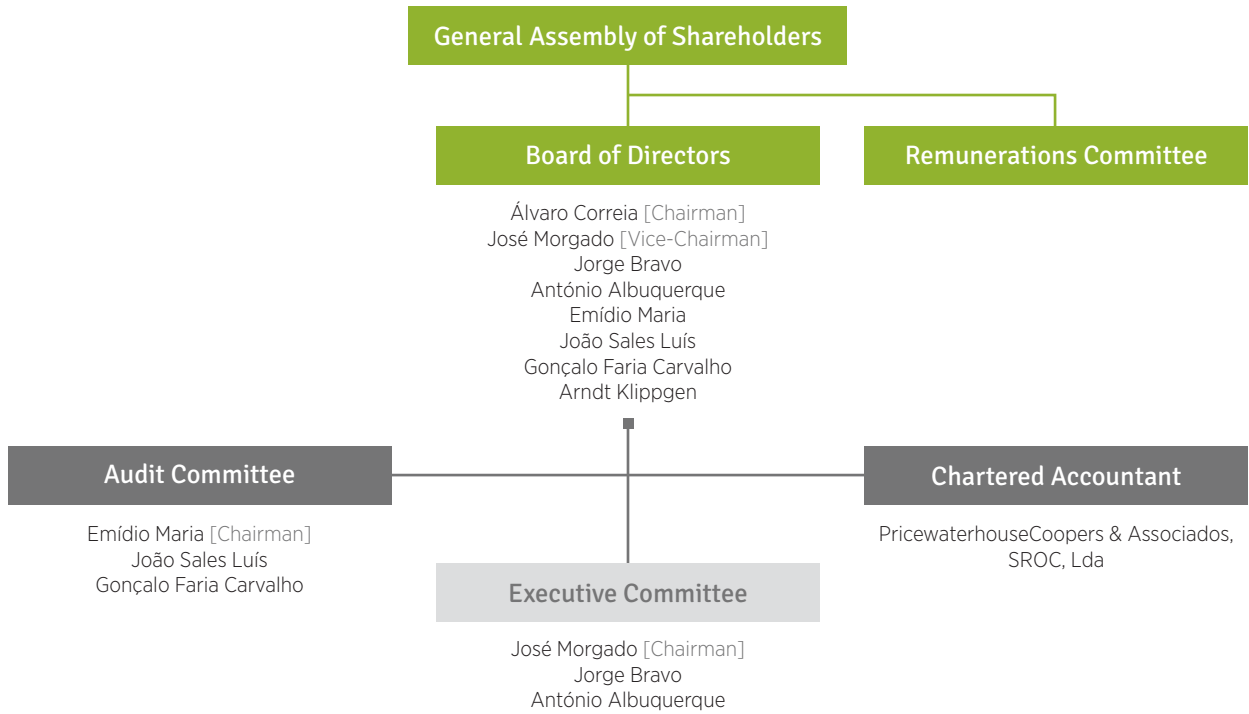 General Assembly of Shareholders
Board of Directors
Remunerations Committee
Álvaro Correia [Chairman]
José Morgado [Vice-Chairman]
Jorge Bravo
António Albuquerque
Emídio Maria
João Sales Luís
Gonçalo Faria Carvalho
Arndt Klippgen
Audit Committee
Emídio Maria [Chairman]
João Sales Luís
Gonçalo Faria Carvalho
Chartered Accountant
PricewaterhouseCoopers & Associados,
SROC, Lda
Executive Committee
José Morgado [Chairman]
Jorge Bravo
António Albuquerque